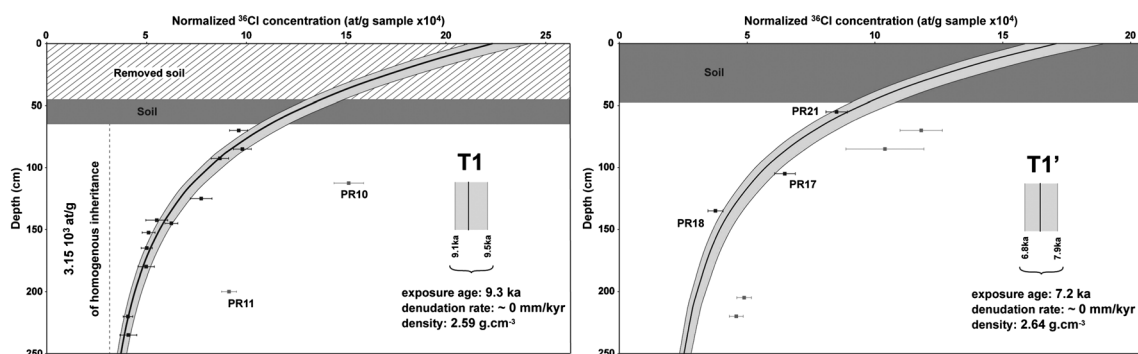 Normalized ³⁶Cl concentration (at/g sample x10⁴)
0 5 10 15 20 25
0
50
100
150
200
250
Depth (cm)
Removed soil
Soil
3.15 10³ at/g
of homogenous inheritance
PR10
PR11
T1
9.1ka
9.5ka
exposure age: 9.3 ka
denudation rate: ~ 0 mm/kyr
density: 2.59 g.cm⁻³
Normalized ³⁶Cl concentration (at/g sample x10⁴)
0 5 10 15 20
0
50
100
150
200
250
Depth (cm)
Soil
PR21
PR17
PR18
T1’
6.8ka
7.9ka
exposure age: 7.2 ka
denudation rate: ~ 0 mm/kyr
density: 2.64 g.cm⁻³